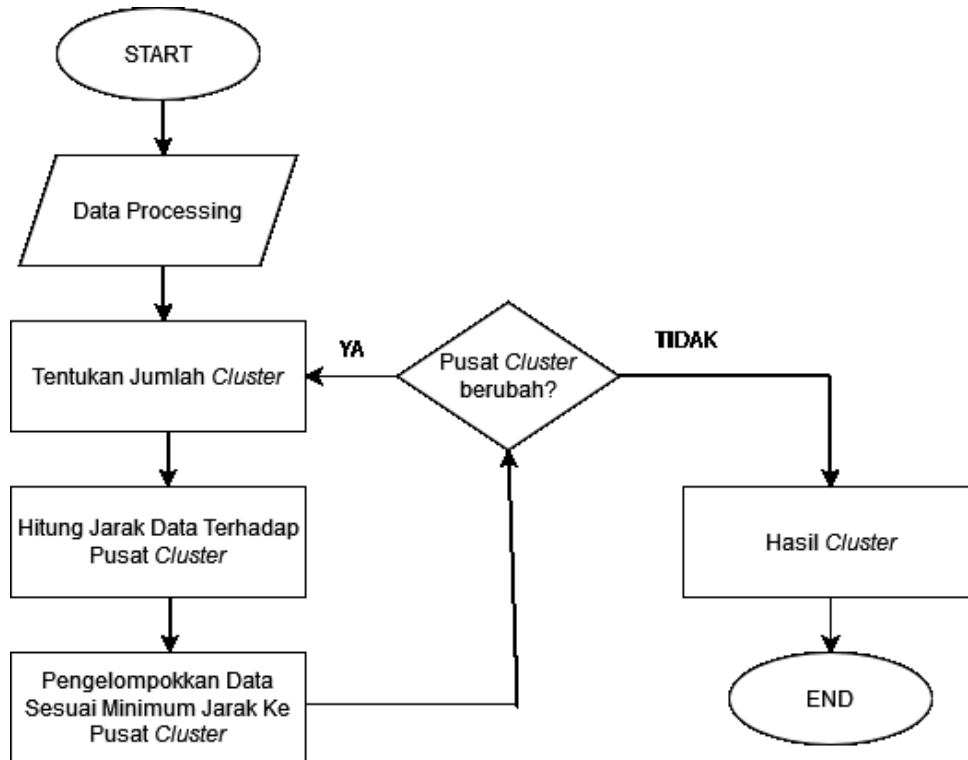 START
Data Processing
Tentukan Jumlah Cluster
Hitung Jarak Data Terhadap
Pusat Cluster
Pengelompokkan Data
Sesuai Minimum Jarak Ke
Pusat Cluster
Pusat Cluster
berubah?
YA
TIDAK
Hasil Cluster
END